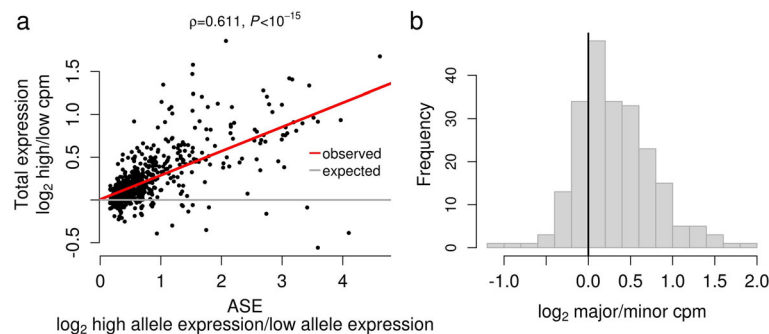 a
ρ=0.611, P<10⁻¹⁵
Total expression
log₂ high/low cpm
1.5
1.0
0.5
-0.5
observed
expected
0 1 2 3 4
ASE
log₂ high allele expression/low allele expression
b
Frequency
40
30
20
10
0
-1.0 0.0 0.5 1.0 1.5 2.0
log₂ major/minor cpm